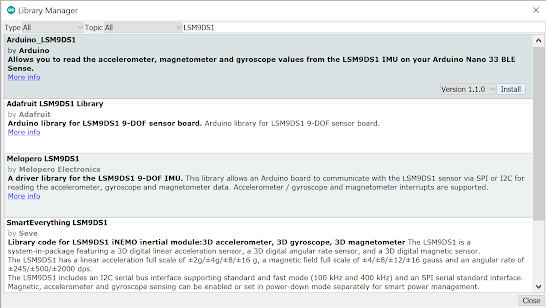 Library Manager
Type All Topic All LSM9DS1
Arduino_LSM9DS1
by Arduino
Allows you to read the accelerometer, magnetometer and gyroscope values from the LSM9DS1 IMU on your Arduino Nano 33 BLE
Sense.
More info
Version 1.1.0 Install
Adafruit LSM9DS1 Library
by Adafruit
Arduino library for LSM9DS1 9-DOF sensor board. Arduino library for LSM9DS1 9-DOF sensor board.
More info
Melopero LSM9DS1
by Melopero Electronics
A driver library for the LSM9DS1 9-DOF IMU. This library allows an Arduino board to communicate with the LSM9DS1 sensor via SPI or I2C for
reading the accelerometer, gyroscope and magnetometer data. Accelerometer / gyroscope and magnetometer interrupts are supported.
More info
SmartEverything LSM9DS1
by Seve
Library code for LSM9DS1 iNEMO inertial module:3D accelerometer, 3D gyroscope, 3D magnetometer The LSM9DS1 is a
system-in-package featuring a 3D digital linear acceleration sensor, a 3D digital angular rate sensor, and a 3D digital magnetic sensor.
The LSM9DS1 has a linear acceleration full scale of ±2g/±4g/±8/±16 g, a magnetic field full scale of ±4/±8/±12/±16 gauss and an angular rate of
±245/±500/±2000 dps.
The LSM9DS1 includes an I2C serial bus interface supporting standard and fast mode (100 kHz and 400 kHz) and an SPI serial standard interface.
Magnetic, accelerometer and gyroscope sensing can be enabled or set in power-down mode separately for smart power management.
Close